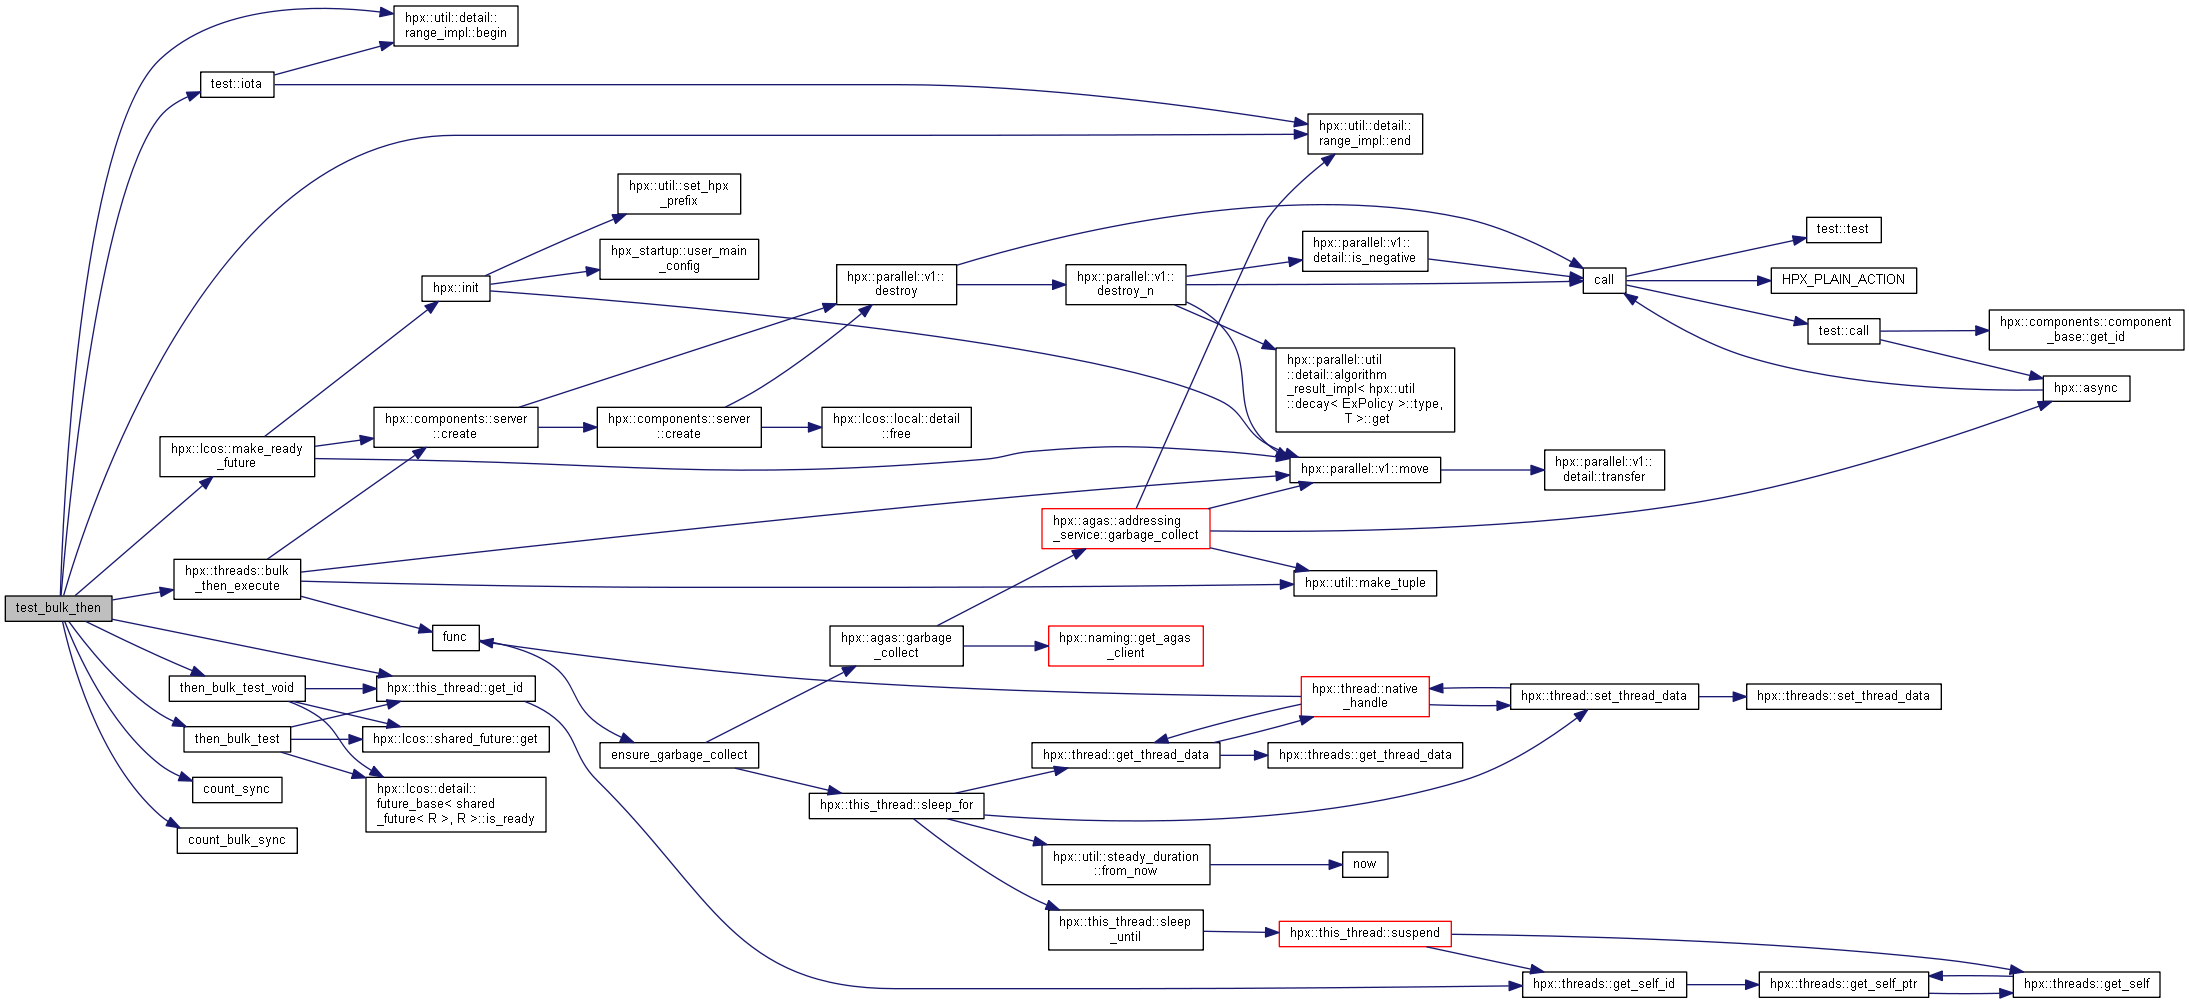 hpx::util::detail::
range_impl::begin
test::iota
hpx::util::detail::
range_impl::end
hpx::util::set_hpx
_prefix
hpx_startup::user_main
_config
hpx::init
hpx::parallel::v1::
destroy
hpx::parallel::v1::
destroy_n
hpx::parallel::v1::
detail::is_negative
call
test::test
HPX_PLAIN_ACTION
test::call
hpx::components::component
_base::get_id
hpx::async
hpx::parallel::util
::detail::algorithm
_result_impl< hpx::util
::decay< ExPolicy >::type,
T >::get
hpx::components::server
::create
hpx::components::server
::create
hpx::lcos::local::detail
::free
hpx::lcos::make_ready
_future
hpx::parallel::v1::move
hpx::parallel::v1::
detail::transfer
hpx::agas::addressing
_service::garbage_collect
hpx::threads::bulk
_then_execute
hpx::util::make_tuple
test_bulk_then
func
hpx::agas::garbage
_collect
hpx::naming::get_agas
_client
then_bulk_test_void
hpx::this_thread::get_id
hpx::thread::native
_handle
hpx::thread::set_thread_data
hpx::threads::set_thread_data
then_bulk_test
hpx::lcos::shared_future::get
ensure_garbage_collect
hpx::thread::get_thread_data
hpx::threads::get_thread_data
count_sync
hpx::lcos::detail::
future_base< shared
_future< R >, R >::is_ready
hpx::this_thread::sleep_for
count_bulk_sync
hpx::util::steady_duration
::from_now
now
hpx::this_thread::sleep
_until
hpx::this_thread::suspend
hpx::threads::get_self_id
hpx::threads::get_self_ptr
hpx::threads::get_self